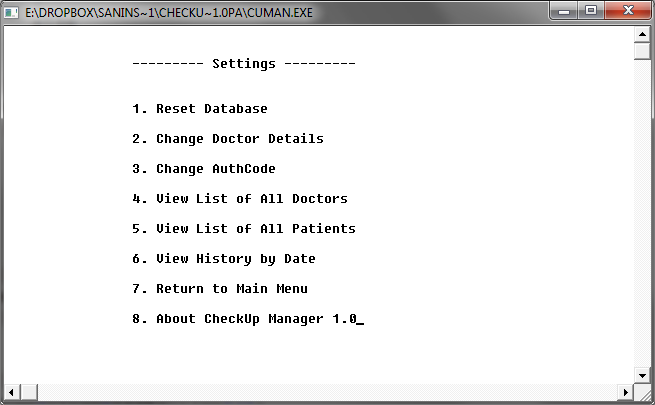 E:\DROPBOX\SANINS~1\CHECKU~1.0PA\CUMAN.EXE
--------- Settings ---------
1. Reset Database
2. Change Doctor Details
3. Change AuthCode
4. View List of All Doctors
5. View List of All Patients
6. View History by Date
7. Return to Main Menu
8. About CheckUp Manager 1.0_